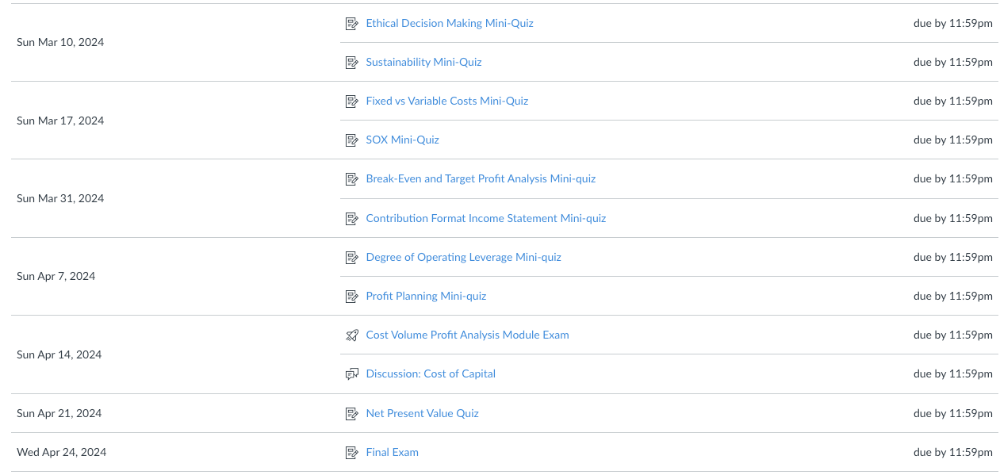 Sun Mar 10, 2024
Ethical Decision Making Mini-Quiz due by 11:59pm
Sustainability Mini-Quiz due by 11:59pm
Sun Mar 17, 2024
Fixed vs Variable Costs Mini-Quiz due by 11:59pm
SOX Mini-Quiz due by 11:59pm
Sun Mar 31, 2024
Break-Even and Target Profit Analysis Mini-quiz due by 11:59pm
Contribution Format Income Statement Mini-quiz due by 11:59pm
Sun Apr 7, 2024
Degree of Operating Leverage Mini-quiz due by 11:59pm
Profit Planning Mini-quiz due by 11:59pm
Sun Apr 14, 2024
Cost Volume Profit Analysis Module Exam due by 11:59pm
Discussion: Cost of Capital due by 11:59pm
Sun Apr 21, 2024 Net Present Value Quiz due by 11:59pm
Wed Apr 24, 2024 Final Exam due by 11:59pm